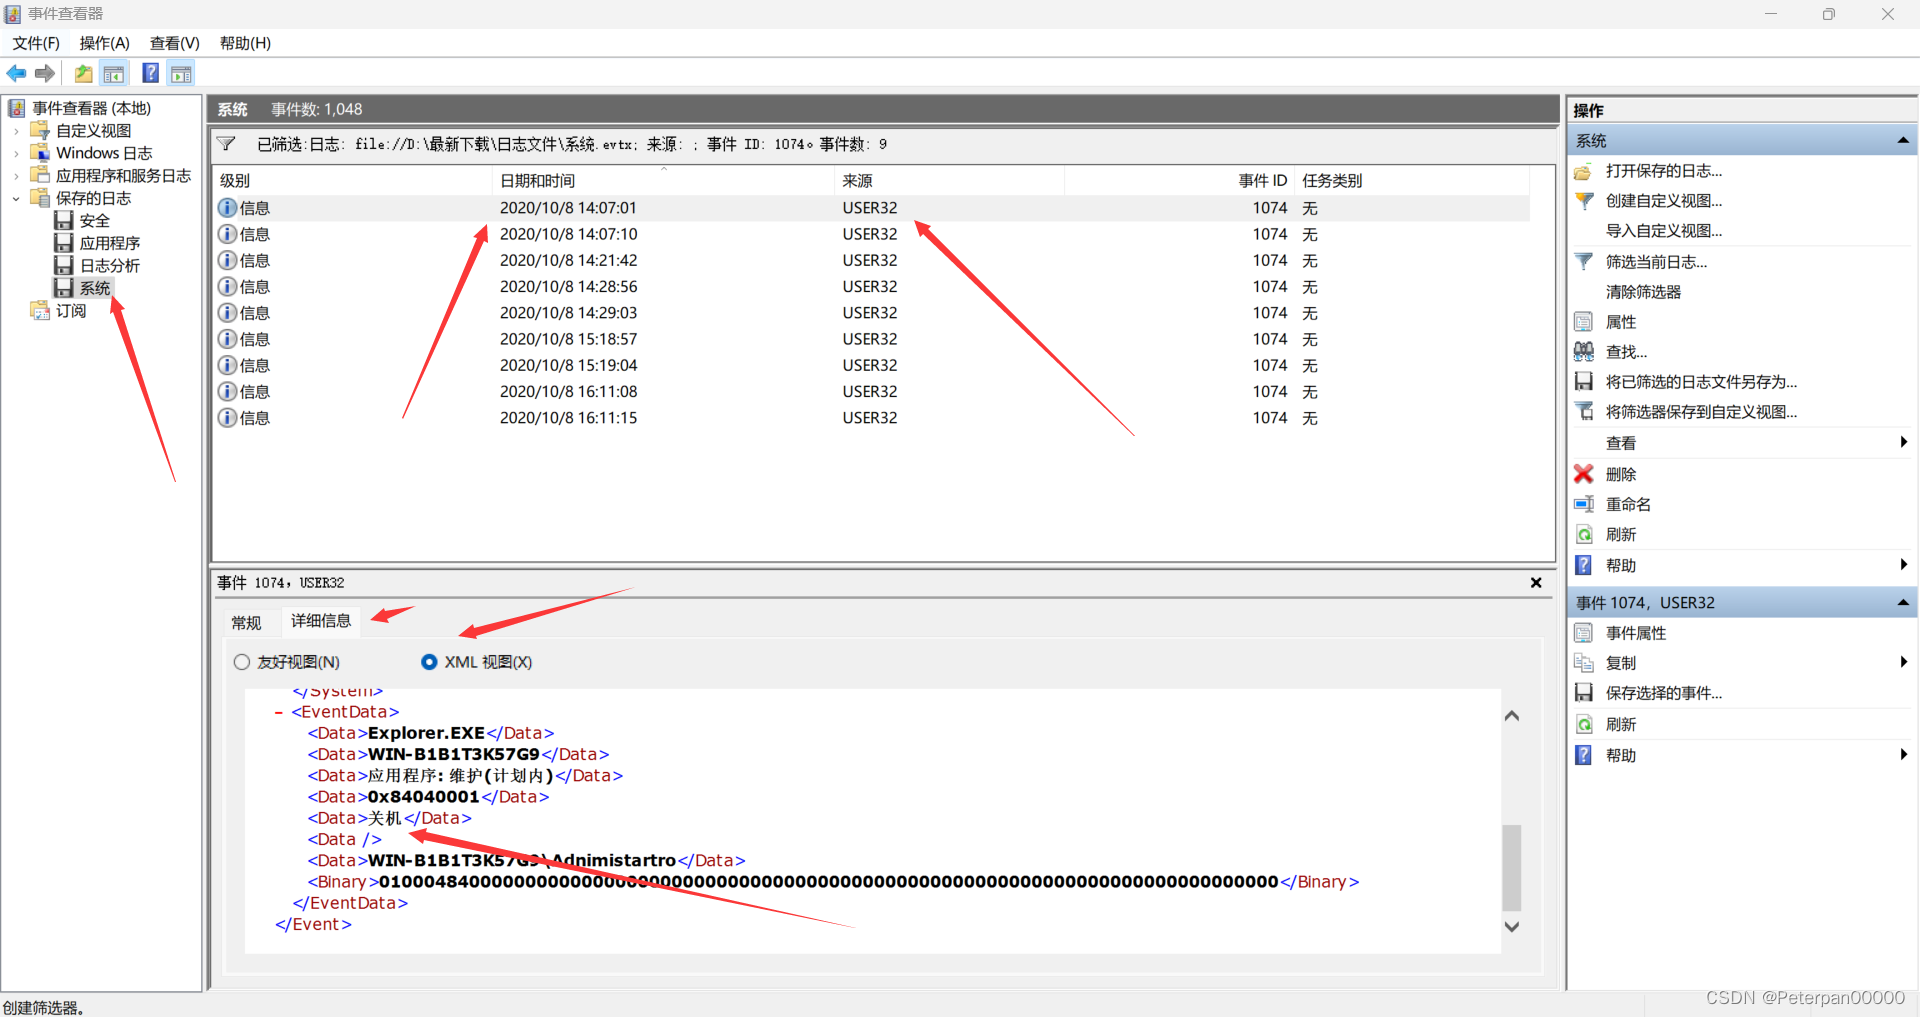 事件查看器
文件(F) 操作(A) 查看(V) 帮助(H)
事件查看器 (本地)
自定义视图
Windows 日志
应用程序和服务日志
保存的日志
安全
应用程序
日志分析
系统
订阅
系统 事件数: 1,048
已筛选:日志: file://D:\最新下载\日志文件\系统.evtx; 来源: ; 事件 ID: 1074。事件数: 9
级别 日期和时间 来源 事件 ID 任务类别
信息 2020/10/8 14:07:01 USER32 1074 无
信息 2020/10/8 14:07:10 USER32 1074 无
信息 2020/10/8 14:21:42 USER32 1074 无
信息 2020/10/8 14:28:56 USER32 1074 无
信息 2020/10/8 14:29:03 USER32 1074 无
信息 2020/10/8 15:18:57 USER32 1074 无
信息 2020/10/8 15:19:04 USER32 1074 无
信息 2020/10/8 16:11:08 USER32 1074 无
信息 2020/10/8 16:11:15 USER32 1074 无
事件 1074，USER32
常规 详细信息
友好视图(N) XML 视图(X)
</System>
- <EventData>
<Data>Explorer.EXE</Data>
<Data>WIN-B1B1T3K57G9</Data>
<Data>应用程序: 维护(计划内)</Data>
<Data>0x84040001</Data>
<Data>关机</Data>
<Data />
<Data>WIN-B1B1T3K57G9\Adnimistartro</Data>
</EventData>
</Event>
操作
系统
打开保存的日志...
创建自定义视图...
导入自定义视图...
筛选当前日志...
清除筛选器
属性
查找...
将已筛选的日志文件另存为...
将筛选器保存到自定义视图...
查看
删除
重命名
刷新
帮助
事件 1074，USER32
事件属性
复制
保存选择的事件...
刷新
帮助
创建筛选器。
CSDN @Peterpan00000